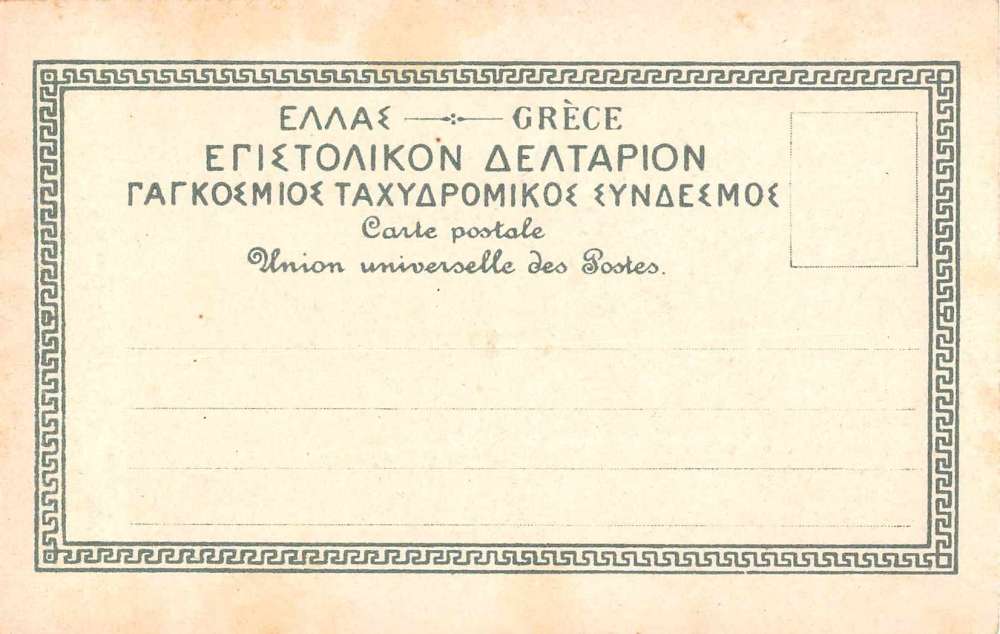 ΕΛΛΑΣ GRÈCE
ΕΠΙΣΤΟΛΙΚΟΝ ΔΕΛΤΑΡΙΟΝ
ΠΑΓΚΟΣΜΙΟΣ ΤΑΧΥΔΡΟΜΙΚΟΣ ΣΥΝΔΕΣΜΟΣ
Carte postale
Union universelle des Postes.